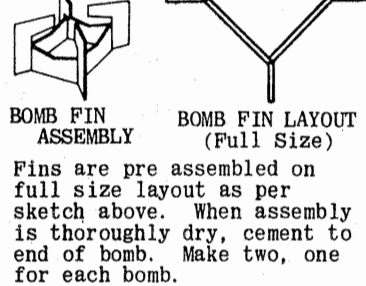 BOMB FIN
ASSEMBLY
BOMB FIN LAYOUT
(Full Size)
Fins are pre assembled on
full size layout as per
sketch above. When assembly
is thoroughly dry, cement to
end of bomb. Make two, one
for each bomb.